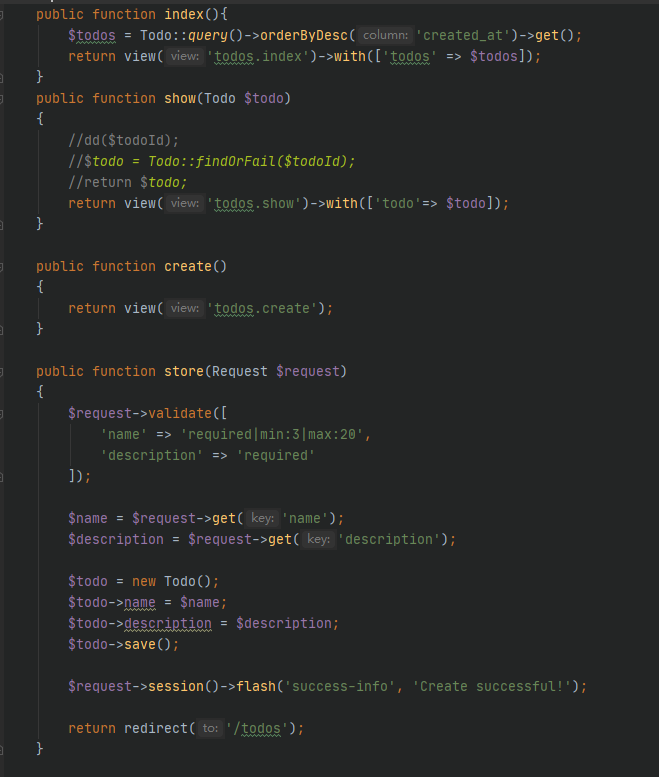 public function index(){
    $todos = Todo::query()->orderByDesc( column: 'created_at')->get();
    return view( view: 'todos.index')->with(['todos' => $todos]);
}
public function show(Todo $todo)
{
    //dd($todoId);
    //$todo = Todo::findOrFail($todoId);
    //return $todo;
    return view( view: 'todos.show')->with(['todo'=> $todo]);
}
public function create()
{
    return view( view: 'todos.create');
}
public function store(Request $request)
{
    $request->validate([
        'name' => 'required|min:3|max:20',
        'description' => 'required'
    ]);
    $name = $request->get( key: 'name');
    $description = $request->get( key: 'description');
    $todo = new Todo();
    $todo->name = $name;
    $todo->description = $description;
    $todo->save();
    $request->session()->flash('success-info', 'Create successful!');
    return redirect( to: '/todos');
}